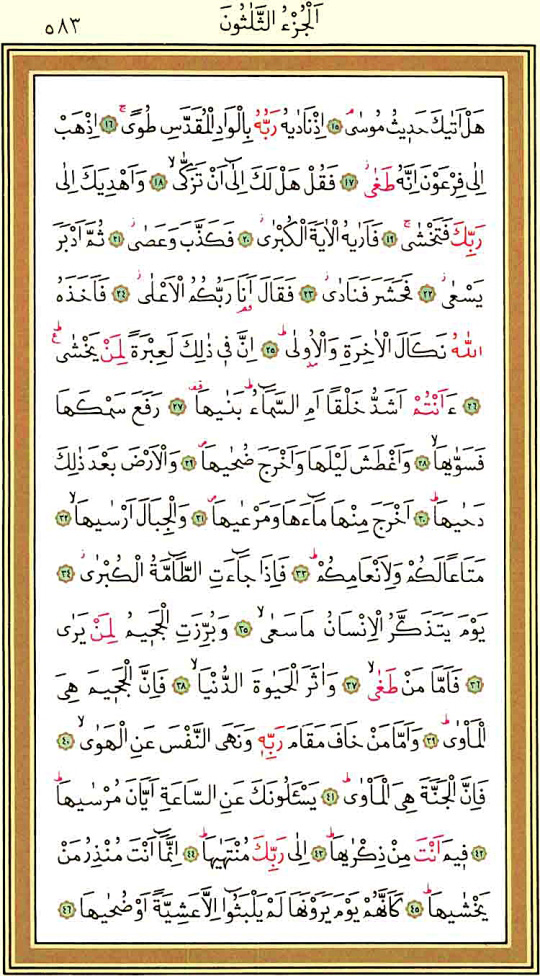 اَلْجُزْءُ الثَّلٰثُونَ ٥٨٣
هَلْ اَتٰيكَ حَدٖيثُ مُوسٰىۘ ﴿١٥﴾ اِذْ نَادٰيهُ رَبُّهُ بِالْوَادِ الْمُقَدَّسِ طُوًىۚ ﴿١٦﴾ اِذْهَبْ
اِلٰى فِرْعَوْنَ اِنَّهُ طَغٰىۘ ﴿١٧﴾ فَقُلْ هَلْ لَكَ اِلٰٓى اَنْ تَزَكّٰىۙ ﴿١٨﴾ وَاَهْدِيَكَ اِلٰى
رَبِّكَ فَتَخْشٰىۚ ﴿١٩﴾ فَاَرٰيهُ الْاٰيَةَ الْكُبْرٰىۘ ﴿٢٠﴾ فَكَذَّبَ وَعَصٰىۘ ﴿٢١﴾ ثُمَّ اَدْبَرَ
يَسْعٰىۘ ﴿٢٢﴾ فَحَشَرَ فَنَادٰىۘ ﴿٢٣﴾ فَقَالَ اَنَا۬ رَبُّكُمُ الْاَعْلٰىۘ ﴿٢٤﴾ فَاَخَذَهُ
اللّٰهُ نَكَالَ الْاٰخِرَةِ وَالْاُو۫لٰىۜ ﴿٢٥﴾ اِنَّ فٖي ذٰلِكَ لَعِبْرَةً لِمَنْ يَخْشٰىۜ
﴿٢٦﴾ ءَاَنْتُمْ اَشَدُّ خَلْقًا اَمِ السَّمَٓاءُۜ بَنٰيهَا۠ ﴿٢٧﴾ رَفَعَ سَمْكَهَا
فَسَوّٰيهَاۙ ﴿٢٨﴾ وَاَغْطَشَ لَيْلَهَا وَاَخْرَجَ ضُحٰيهَاۖ ﴿٢٩﴾ وَالْاَرْضَ بَعْدَ ذٰلِكَ
دَحٰيهَاۜ ﴿٣٠﴾ اَخْرَجَ مِنْهَا مَٓاءَهَا وَمَرْعٰيهَاۖ ﴿٣١﴾ وَالْجِبَالَ اَرْسٰيهَاۙ ﴿٣٢﴾
مَتَاعًا لَكُمْ وَلِاَنْعَامِكُمْۜ ﴿٣٣﴾ فَاِذَا جَٓاءَتِ الطَّٓامَّةُ الْكُبْرٰىۘ ﴿٣٤﴾
يَوْمَ يَتَذَكَّرُ الْاِنْسَانُ مَا سَعٰىۙ ﴿٣٥﴾ وَبُرِّزَتِ الْجَحٖيمُ لِمَنْ يَرٰى
﴿٣٦﴾ فَاَمَّا مَنْ طَغٰىۙ ﴿٣٧﴾ وَاٰثَرَ الْحَيٰوةَ الدُّنْيَاۙ ﴿٣٨﴾ فَاِنَّ الْجَحٖيمَ هِيَ
الْمَأْوٰىۜ ﴿٣٩﴾ وَاَمَّا مَنْ خَافَ مَقَامَ رَبِّهٖ وَنَهَى النَّفْسَ عَنِ الْهَوٰىۙ ﴿٤٠﴾
فَاِنَّ الْجَنَّةَ هِيَ الْمَأْوٰىۜ ﴿٤١﴾ يَسْـَٔلُونَكَ عَنِ السَّاعَةِ اَيَّانَ مُرْسٰيهَاۜ
﴿٤٢﴾ فٖيمَ اَنْتَ مِنْ ذِكْرٰيهَاۜ ﴿٤٣﴾ اِلٰى رَبِّكَ مُنْتَهٰيهَاۜ ﴿٤٤﴾ اِنَّمَٓا اَنْتَ مُنْذِرُ مَنْ
يَخْشٰيهَاۜ ﴿٤٥﴾ كَاَنَّهُمْ يَوْمَ يَرَوْنَهَا لَمْ يَلْبَثُٓوا اِلَّا عَشِيَّةً اَوْ ضُحٰيهَا ﴿٤٦﴾